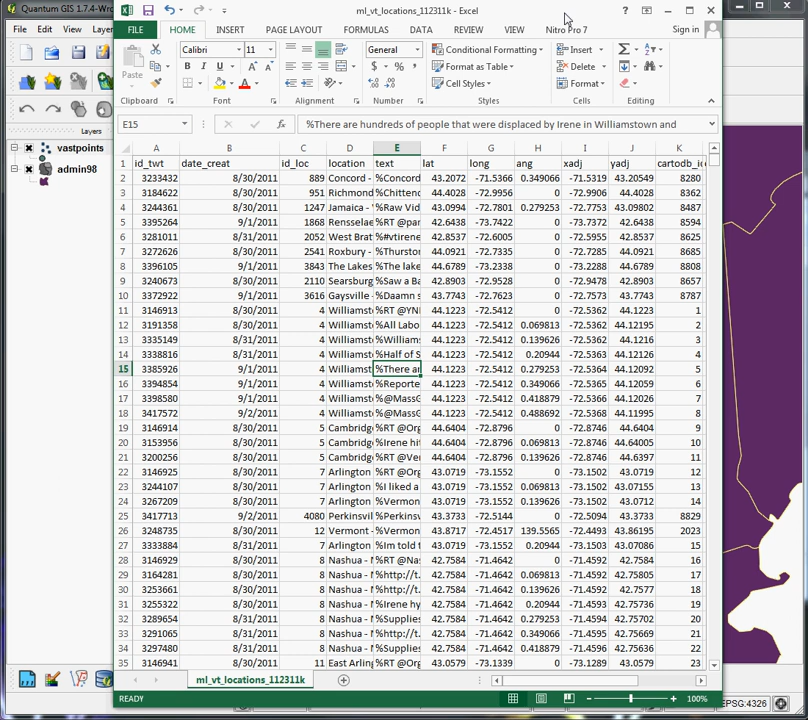 Quantum GIS 1.7.4-Wro
ml_vt_locations_112311k - Excel
File Edit View Layer
FILE HOME INSERT PAGE LAYOUT FORMULAS DATA REVIEW VIEW Nitro Pro 7 Sign in
Paste Calibri 11 General Conditional Formatting Insert
B I U Format as Table Delete
Cell Styles Format
Clipboard Font Alignment Number Styles Cells Editing
E15 %There are hundreds of people that were displaced by Irene in Williamstown and
Layers
vastpoints
admin98
A B C D E F G H I J K
1 id_twt date_creat id_loc location text lat long ang xadj yadj cartodb_i
2 3233432 8/30/2011 889 Concord - %Concord 43.2072 -71.5366 0.349066 -71.5319 43.20549 8280
3 3184622 8/30/2011 951 Richmond %Chitten 44.4028 -72.9956 0 -72.9906 44.4028 8362
4 3244361 8/30/2011 1247 Jamaica - %Raw Vid 43.0994 -72.7801 0.279253 -72.7753 43.09802 8487
5 3395264 9/1/2011 1868 Rensselae %RT @par 42.6438 -73.7422 0 -73.7372 42.6438 8594
6 3281011 8/31/2011 2052 West Brat %#vtirene 42.8537 -72.6005 0 -72.5955 42.8537 8625
7 3272626 8/31/2011 2541 Roxbury - %Thurston 44.0921 -72.7335 0 -72.7285 44.0921 8685
8 3396105 9/1/2011 3843 The Lakes %The lake 44.6789 -73.2338 0 -73.2288 44.6789 8808
9 3240673 8/30/2011 2110 Searsburg %Saw a Ba 42.8903 -72.9528 0 -72.9478 42.8903 8657
10 3372922 9/1/2011 3616 Gaysville - %Daamn s 43.7743 -72.7623 0 -72.7573 43.7743 8787
11 3146913 8/30/2011 4 Williamsto %RT @YNI 44.1223 -72.5412 0 -72.5362 44.1223 1
12 3191358 8/30/2011 4 Williamsto %All Labo 44.1223 -72.5412 0.069813 -72.5362 44.12195 2
13 3335149 8/31/2011 4 Williamsto %Williams 44.1223 -72.5412 0.139626 -72.5362 44.1216 3
14 3338816 8/31/2011 4 Williamsto %Half of S 44.1223 -72.5412 0.20944 -72.5363 44.12126 4
15 3385926 9/1/2011 4 Williamst %There ar 44.1223 -72.5412 0.279253 -72.5364 44.12092 5
16 3394854 9/1/2011 4 Williamsto %Reporte 44.1223 -72.5412 0.349066 -72.5365 44.12059 6
17 3398580 9/1/2011 4 Williamsto %@MassG 44.1223 -72.5412 0.418879 -72.5366 44.12026 7
18 3417572 9/2/2011 4 Williamsto %@MassG 44.1223 -72.5412 0.488692 -72.5368 44.11995 8
19 3146914 8/30/2011 5 Cambridg %RT @Org 44.6404 -72.8796 0 -72.8746 44.6404 9
20 3153956 8/30/2011 5 Cambridg %Irene hit 44.6404 -72.8796 0.069813 -72.8746 44.64005 10
21 3200256 8/30/2011 5 Cambridg %RT @Ver 44.6404 -72.8796 0.139626 -72.8746 44.6397 11
22 3146925 8/30/2011 7 Arlington %RT @Org 43.0719 -73.1552 0 -73.1502 43.0719 12
23 3244107 8/30/2011 7 Arlington %I liked a 43.0719 -73.1552 0.069813 -73.1502 43.07155 13
24 3267209 8/30/2011 7 Arlington %Vermon 43.0719 -73.1552 0.139626 -73.1502 43.0712 14
25 3417713 9/2/2011 4080 Perkinsvil %Perkinsv 43.3733 -72.5144 0 -72.5094 43.3733 8829
26 3248735 8/30/2011 12 Vermont - %Vermon 43.8717 -72.4517 139.5565 -72.4493 43.86195 2023
27 3333884 8/31/2011 7 Arlington %Im told t 43.0719 -73.1552 0.20944 -73.1503 43.07086 15
28 3146929 8/30/2011 8 Nashua - M %RT @Na 42.7584 -71.4642 0 -71.4592 42.7584 16
29 3164281 8/30/2011 8 Nashua - M %http://t. 42.7584 -71.4642 0.069813 -71.4592 42.75805 17
30 3253661 8/30/2011 8 Nashua - M %http://t. 42.7584 -71.4642 0.139626 -71.4592 42.7577 18
31 3255322 8/30/2011 8 Nashua - M %Irene hy 42.7584 -71.4642 0.20944 -71.4593 42.75736 19
32 3289654 8/31/2011 8 Nashua - M %Supplies 42.7584 -71.4642 0.279253 -71.4594 42.75702 20
33 3291065 8/31/2011 8 Nashua - M %http://t. 42.7584 -71.4642 0.349066 -71.4595 42.75669 21
34 3297480 8/31/2011 8 Nashua - M %Supplies 42.7584 -71.4642 0.418879 -71.4596 42.75636 22
35 3146941 8/30/2011 11 East Arling %RT @Org 43.0579 -73.1339 0 -73.1289 43.0579 23
ml_vt_locations_112311k
READY 100%
EPSG:4326